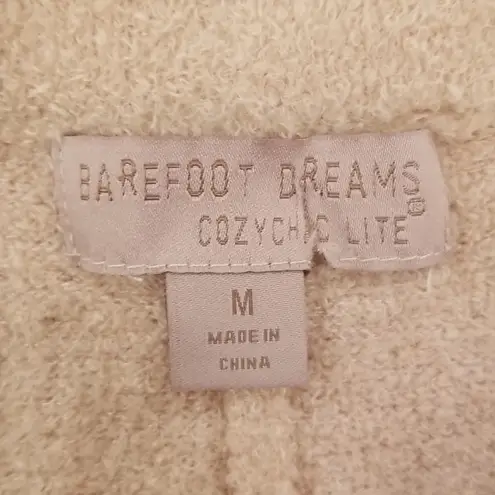 BAREFOOT DREAMS
COZYCHIC LITE®
M
MADE IN
CHINA